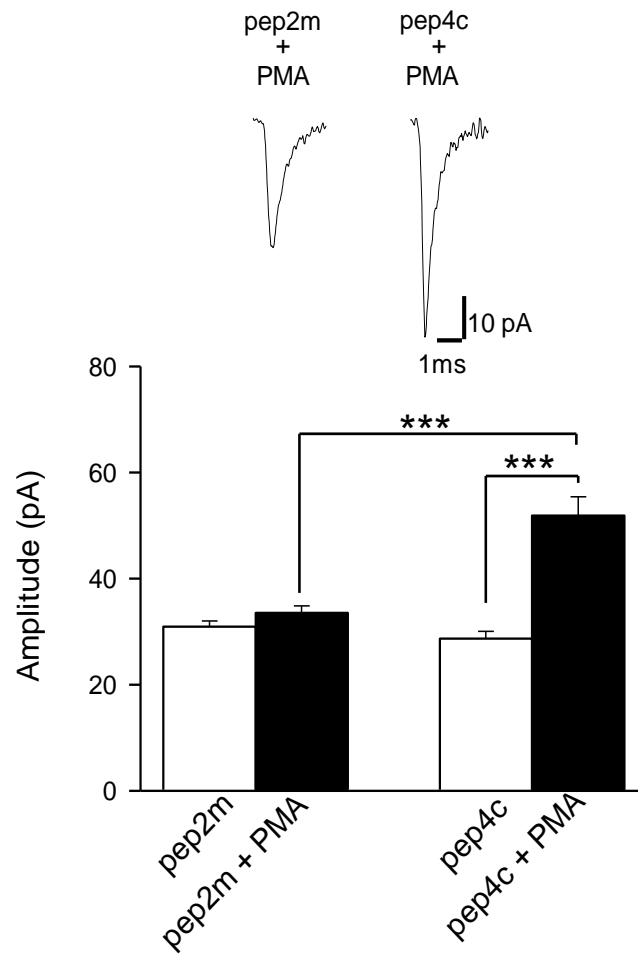 pep2m
+
PMA
pep4c
+
PMA
10 pA
1ms
80
60
40
20
0
Amplitude (pA)
***
***
pep2m
pep2m + PMA
pep4c
pep4c + PMA